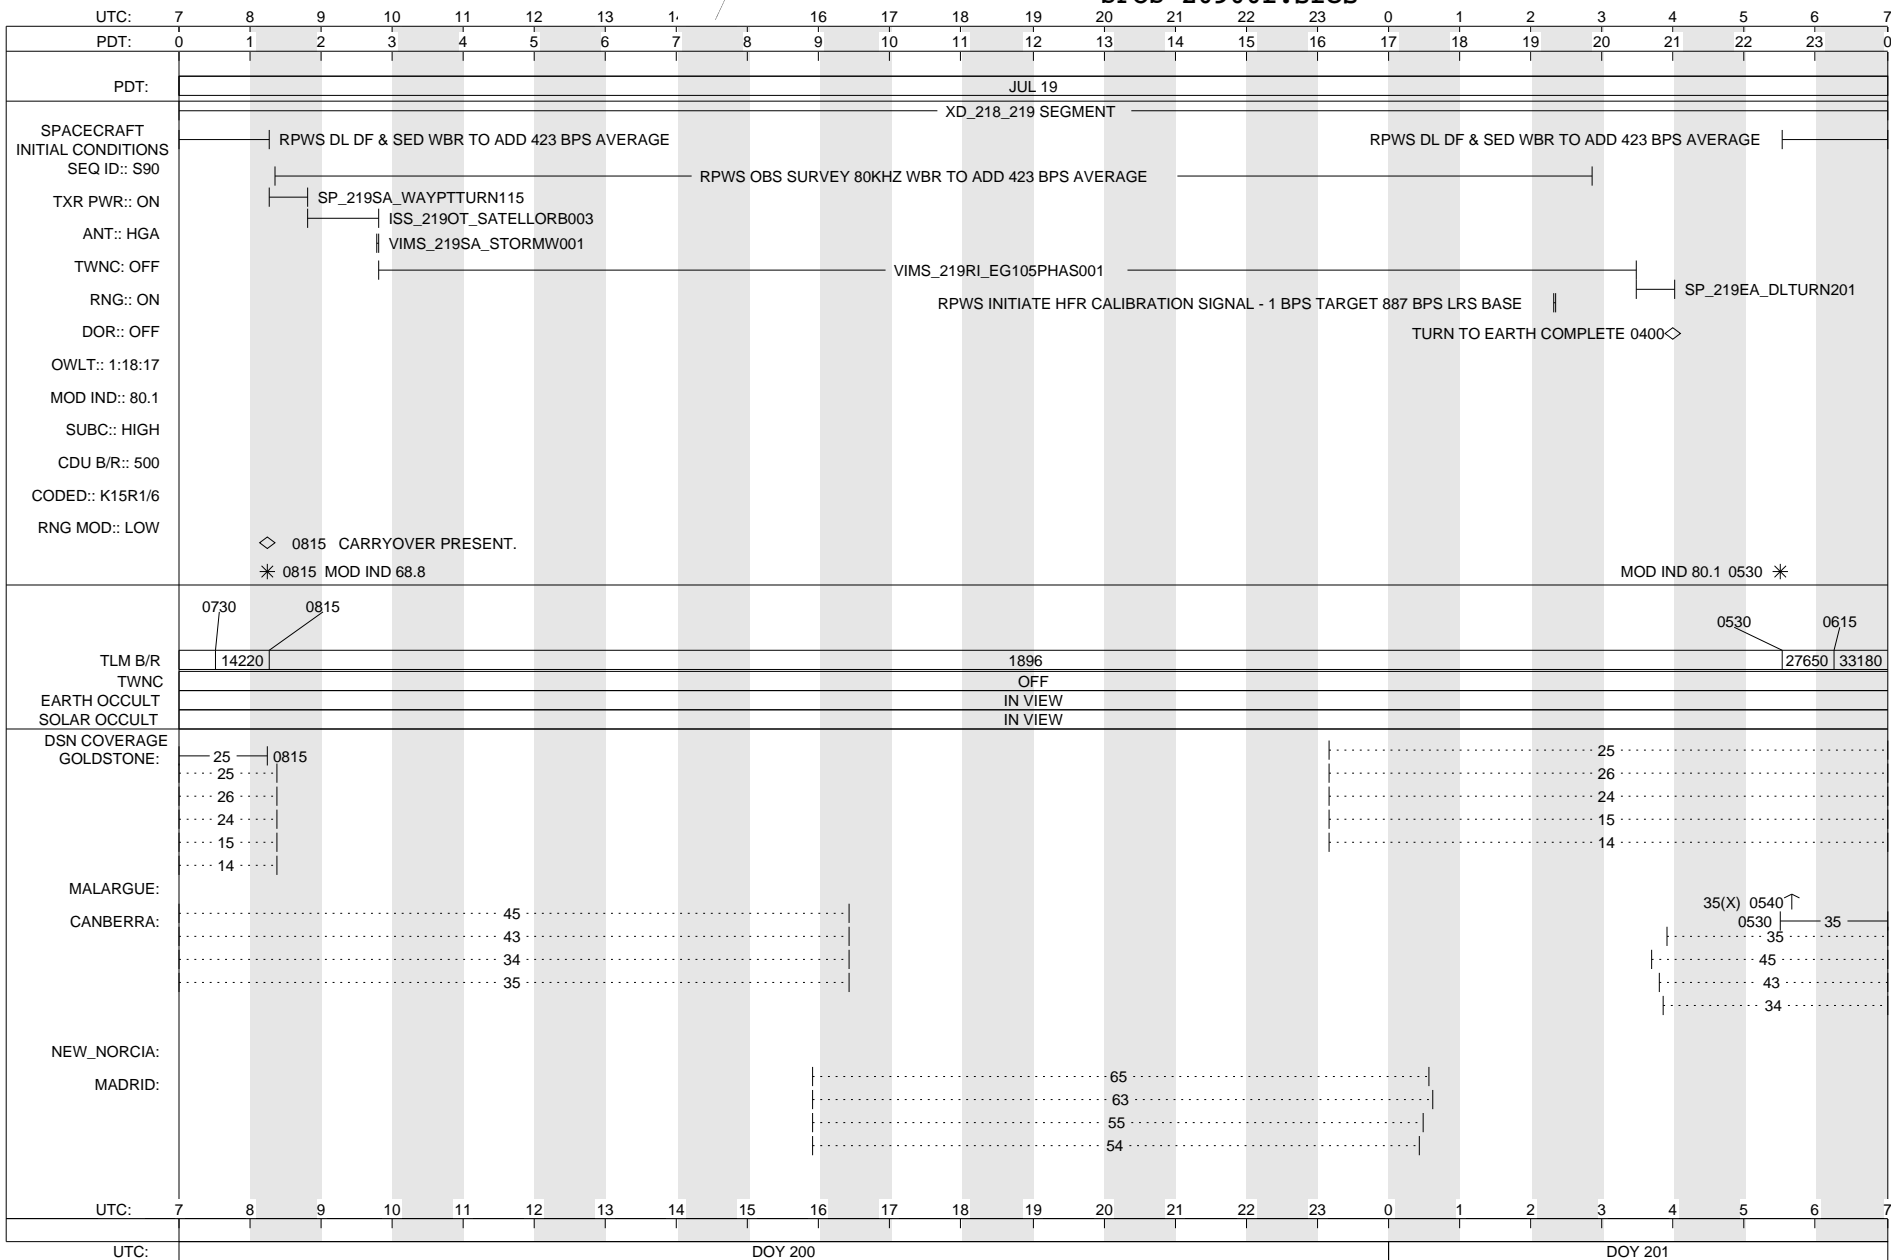 UTC: 7 8 9 10 11 12 13 16 17 18 19 20 21 22 23 0 1 2 3 4 5 6 7
PDT: 0 1 2 3 4 5 6 7 8 9 10 11 12 13 14 15 16 17 18 19 20 21 22 23 0
PDT: JUL 19
XD_218_219 SEGMENT
SPACECRAFT
INITIAL CONDITIONS
RPWS DL DF & SED WBR TO ADD 423 BPS AVERAGE
RPWS DL DF & SED WBR TO ADD 423 BPS AVERAGE
SEQ ID:: S90
RPWS OBS SURVEY 80KHZ WBR TO ADD 423 BPS AVERAGE
TXR PWR:: ON
SP_219SA_WAYPTTURN115
ISS_219OT_SATELLORB003
ANT:: HGA
VIMS_219SA_STORMW001
TWNC: OFF
VIMS_219RI_EG105PHAS001
SP_219EA_DLTURN201
RNG:: ON
RPWS INITIATE HFR CALIBRATION SIGNAL - 1 BPS TARGET 887 BPS LRS BASE
DOR:: OFF
TURN TO EARTH COMPLETE 0400
OWLT:: 1:18:17
MOD IND:: 80.1
SUBC:: HIGH
CDU B/R:: 500
CODED:: K15R1/6
RNG MOD:: LOW
0815 CARRYOVER PRESENT.
0815 MOD IND 68.8
MOD IND 80.1 0530
0730 0815
0530 0615
TLM B/R 14220 1896 27650 33180
TWNC OFF
EARTH OCCULT IN VIEW
SOLAR OCCULT IN VIEW
DSN COVERAGE
GOLDSTONE: 25 0815 25
25 26
26 24
24 15
15 14
14
MALARGUE:
35(X) 0540
CANBERRA: 45 0530 35
43 35
34 45
35 43
34
NEW_NORCIA:
MADRID: 65
63
55
54
UTC: 7 8 9 10 11 12 13 14 15 16 17 18 19 20 21 22 23 0 1 2 3 4 5 6 7
UTC: DOY 200 DOY 201